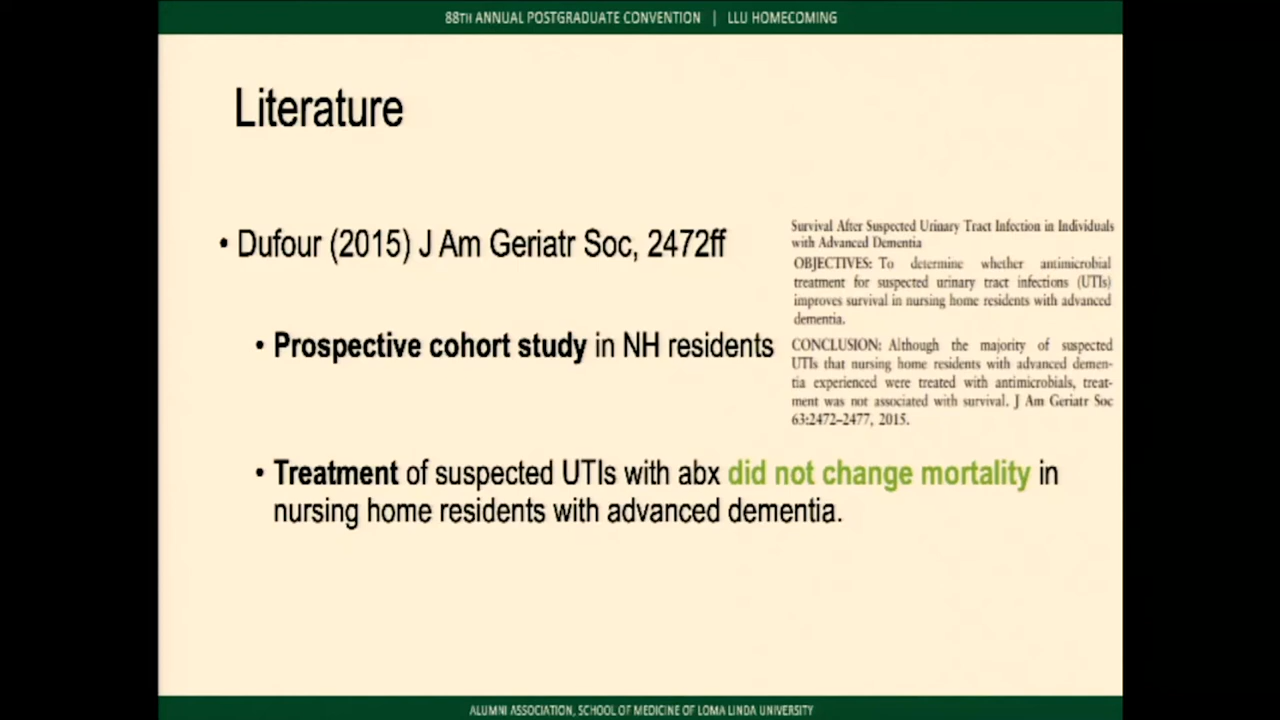 88TH ANNUAL POSTGRADUATE CONVENTION | LLU HOMECOMING
Literature
• Dufour (2015) J Am Geriatr Soc, 2472ff
• Prospective cohort study in NH residents
• Treatment of suspected UTIs with abx did not change mortality in
nursing home residents with advanced dementia.
Survival After Suspected Urinary Tract Infection in Individuals
with Advanced Dementia
OBJECTIVES: To determine whether antimicrobial
treatment for suspected urinary tract infections (UTIs)
improves survival in nursing home residents with advanced
dementia.
CONCLUSION: Although the majority of suspected
UTIs that nursing home residents with advanced demen-
tia experienced were treated with antimicrobials, treat-
ment was not associated with survival. J Am Geriatr Soc
63:2472–2477, 2015.
ALUMNI ASSOCIATION, SCHOOL OF MEDICINE OF LOMA LINDA UNIVERSITY